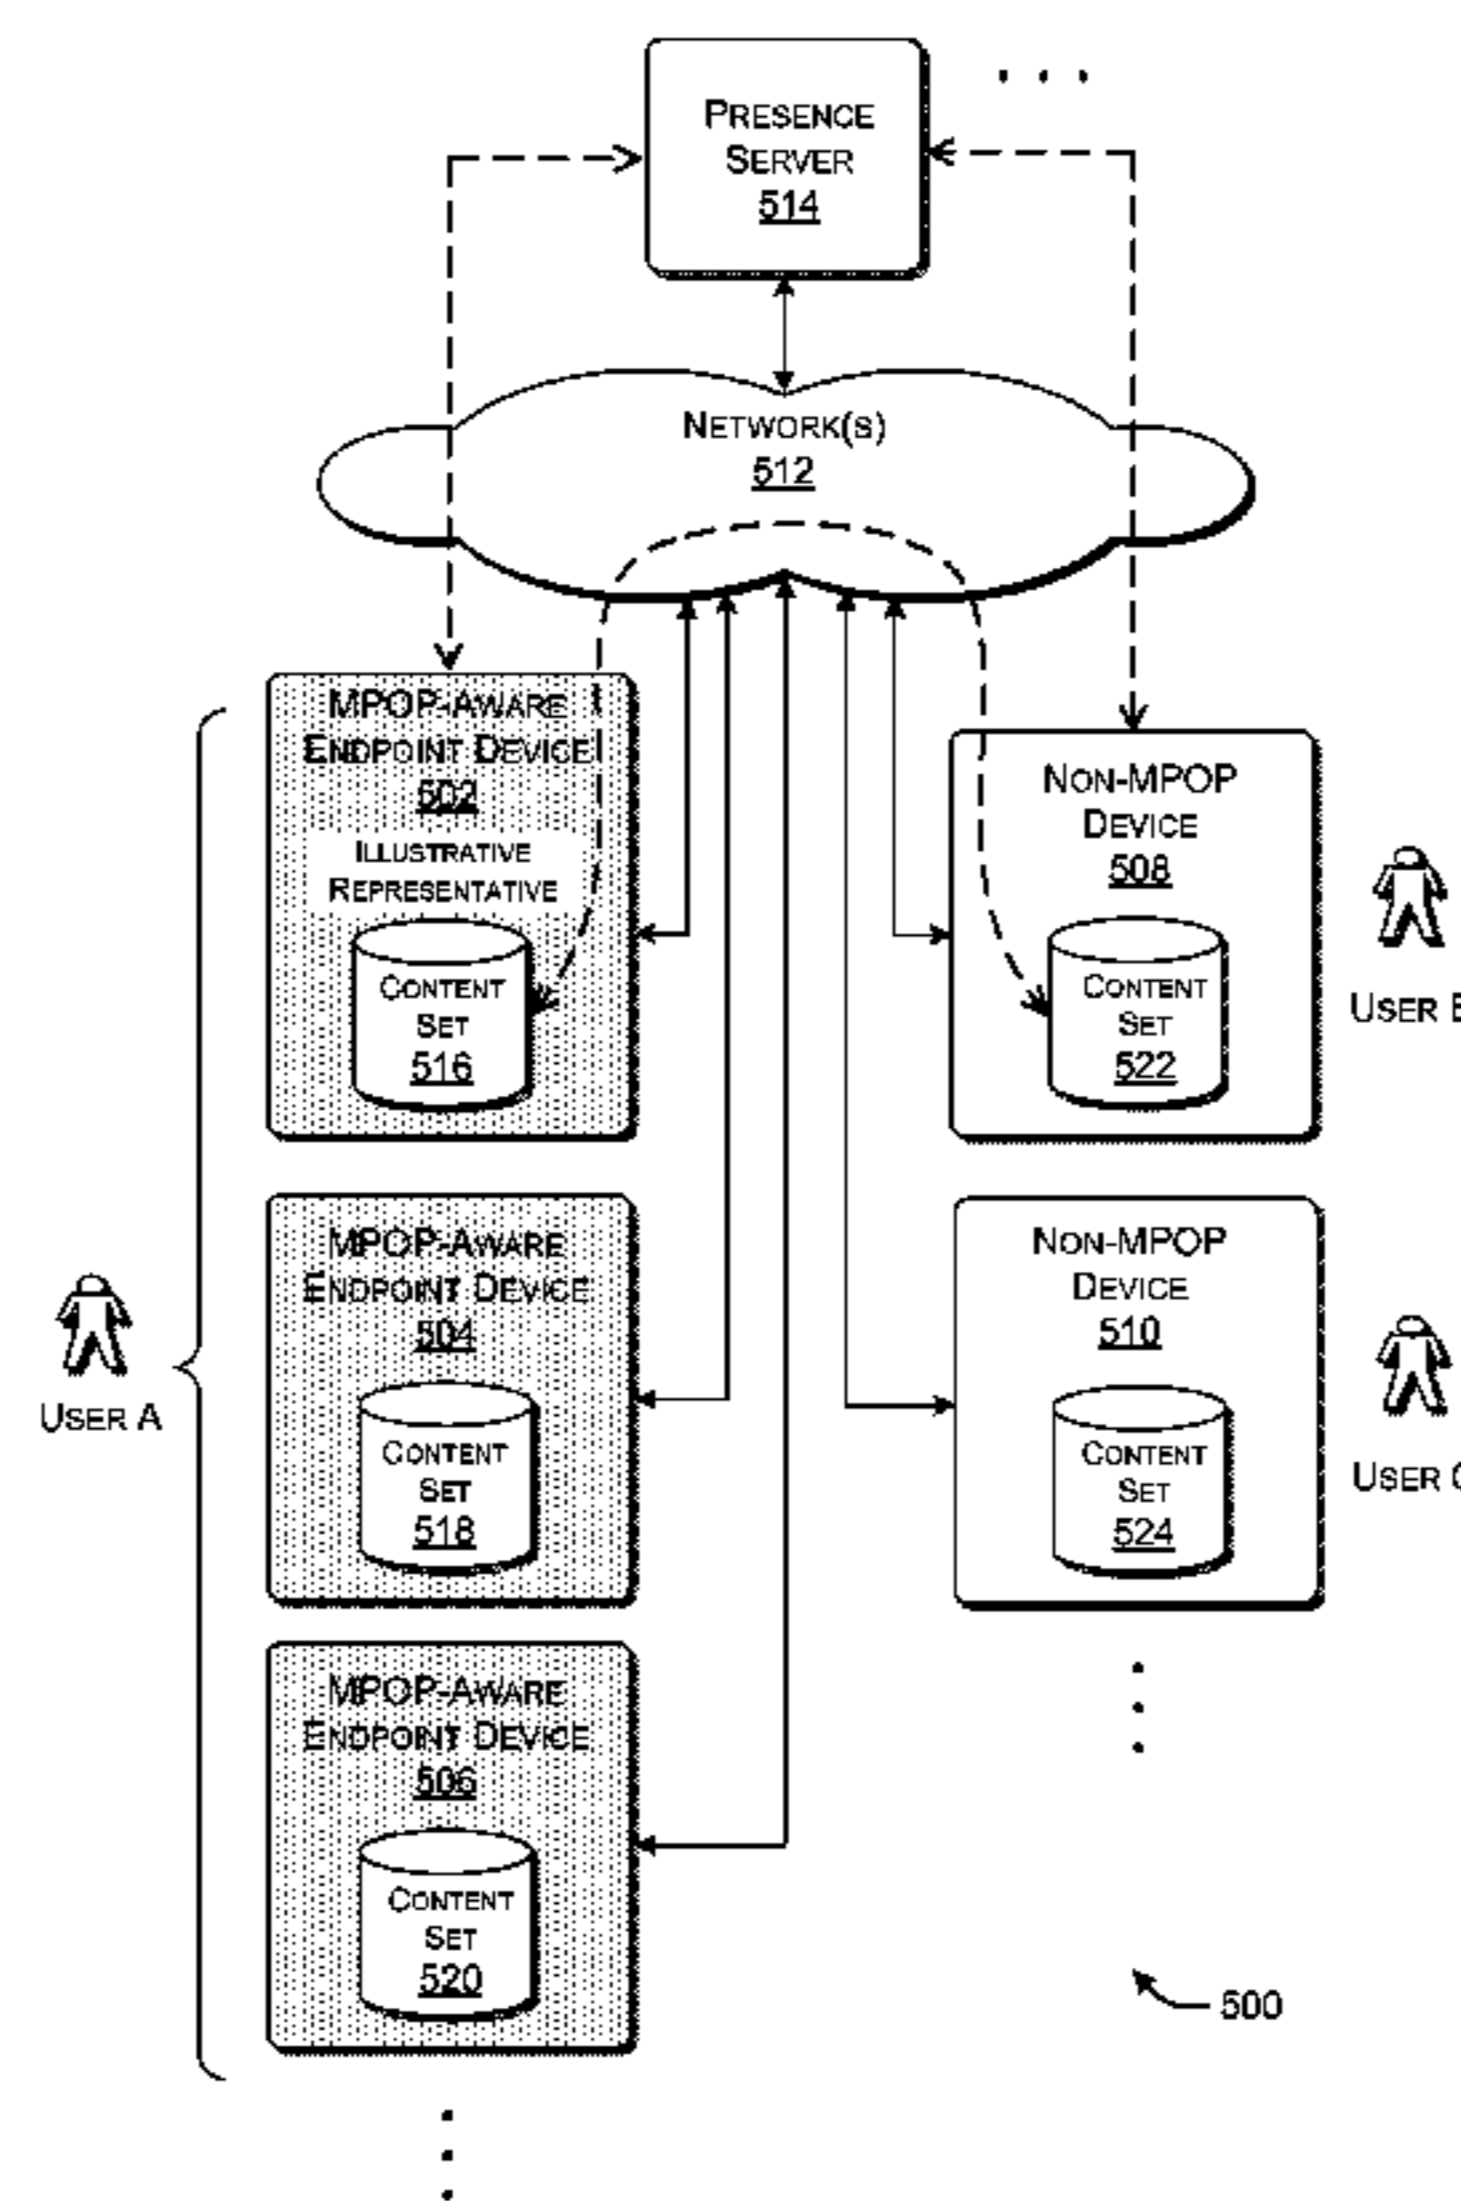 PRESENCE
SERVER
514
. . .
NETWORK(S)
512
MPOP-AWARE
ENDPOINT DEVICE
502
ILLUSTRATIVE
REPRESENTATIVE
CONTENT
SET
516
NON-MPOP
DEVICE
508
CONTENT
SET
522
USER
MPOP-AWARE
ENDPOINT DEVICE
504
CONTENT
SET
518
USER A
NON-MPOP
DEVICE
510
CONTENT
SET
524
USER
MPOP-AWARE
ENDPOINT DEVICE
506
CONTENT
SET
520
500